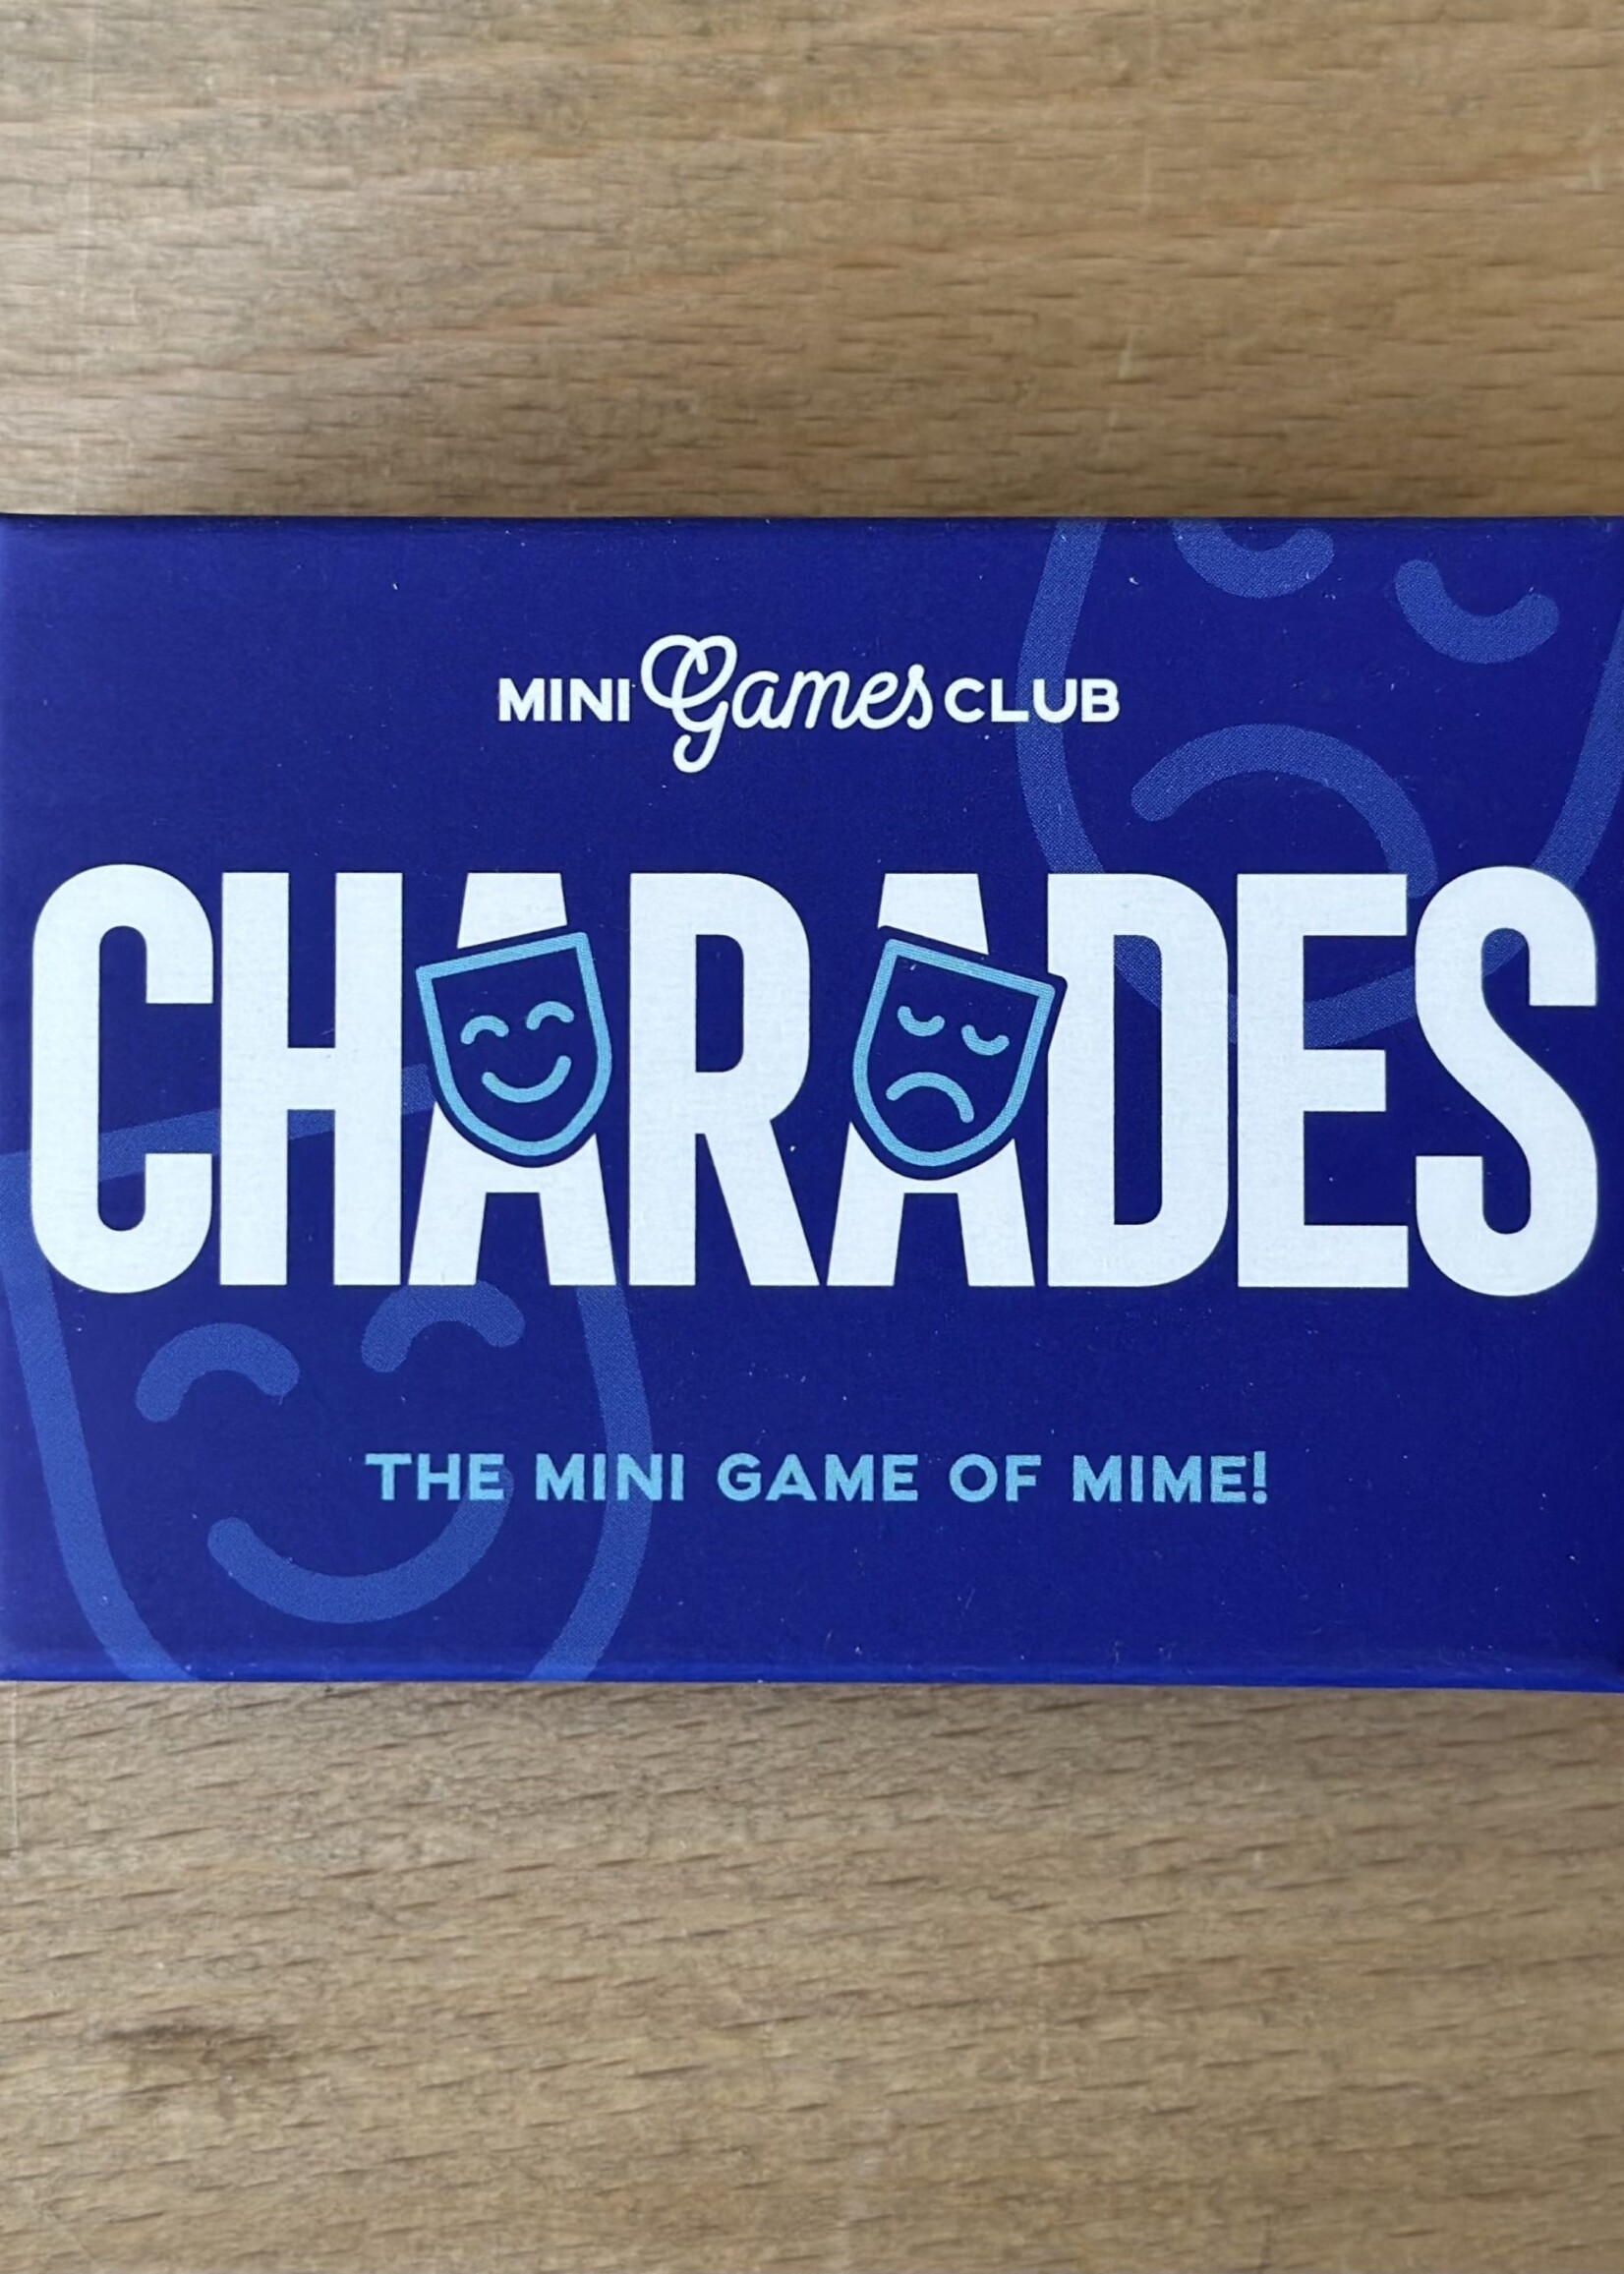 MINI Games CLUB
CHARADES
THE MINI GAME OF MIME!